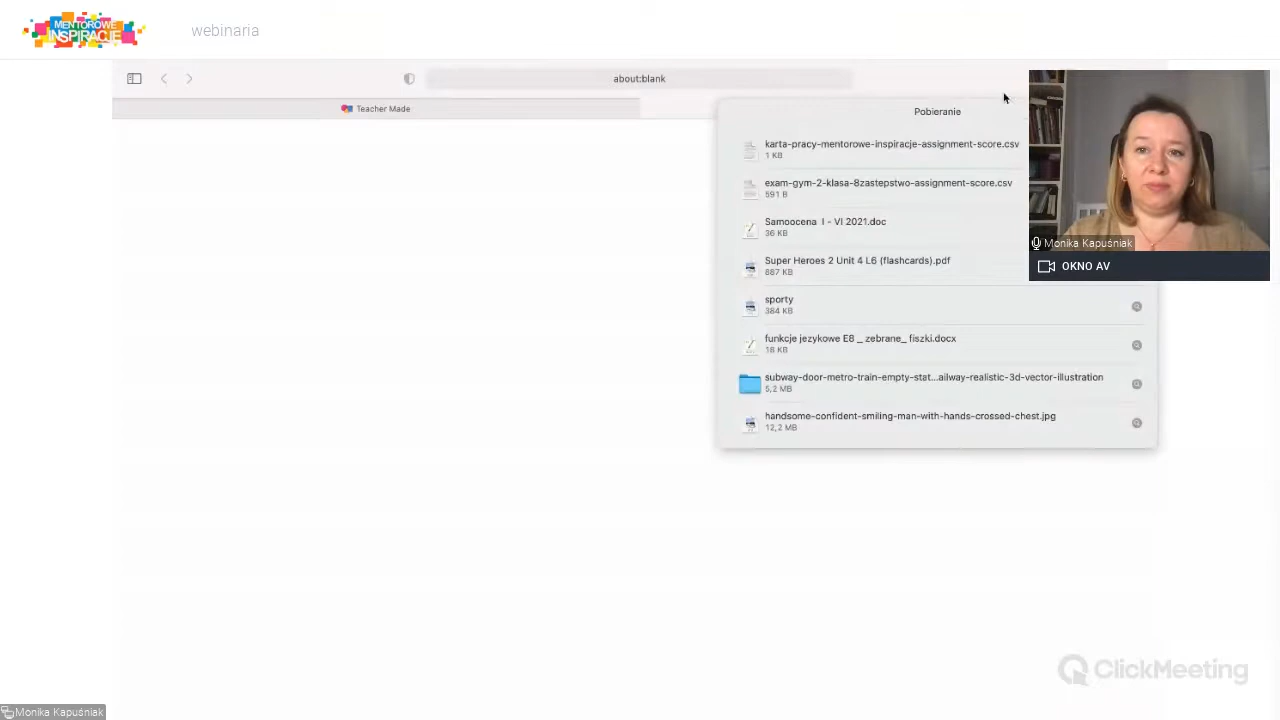 MENTOROWE
INSPIRACJE
webinaria
about:blank
Teacher Made
Pobieranie
karta-pracy-mentorowe-inspiracje-assignment-score.csv
1 KB
exam-gym-2-klasa-8zastepstwo-assignment-score.csv
591 B
Samoocena I - VI 2021.doc
36 KB
Super Heroes 2 Unit 4 L6 (flashcards).pdf
887 KB
sporty
384 KB
funkcje jezykowe E8 _ zebrane_ fiszki.docx
18 KB
subway-door-metro-train-empty-stat...ailway-realistic-3d-vector-illustration
5,2 MB
handsome-confident-smiling-man-with-hands-crossed-chest.jpg
12,2 MB
Monika Kapuśniak
OKNO AV
ClickMeeting
Monika Kapuśniak